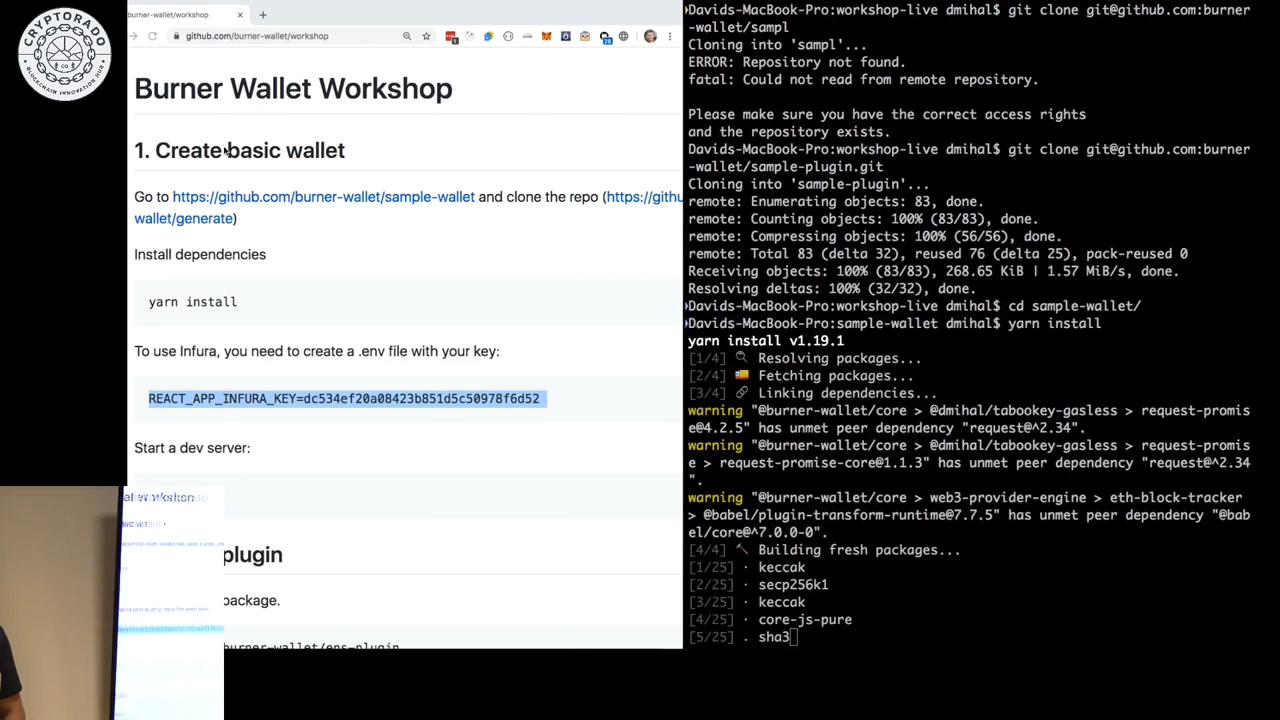 CRYPTORADO
BLOCKCHAIN INNOVATION HUB
CO
burner-wallet/workshop
github.com/burner-wallet/workshop
Burner Wallet Workshop
1. Create basic wallet
Go to https://github.com/burner-wallet/sample-wallet and clone the repo (https://githu
wallet/generate)
Install dependencies
yarn install
To use Infura, you need to create a .env file with your key:
REACT_APP_INFURA_KEY=dc534ef20a08423b851d5c50978f6d52
Start a dev server:
plugin
package.
burner-wallet/ens-plugin
Davids-MacBook-Pro:workshop-live dmihal$ git clone git@github.com:burner
-wallet/sampl
Cloning into 'sampl'...
ERROR: Repository not found.
fatal: Could not read from remote repository.
Please make sure you have the correct access rights
and the repository exists.
Davids-MacBook-Pro:workshop-live dmihal$ git clone git@github.com:burner
-wallet/sample-plugin.git
Cloning into 'sample-plugin'...
remote: Enumerating objects: 83, done.
remote: Counting objects: 100% (83/83), done.
remote: Compressing objects: 100% (56/56), done.
remote: Total 83 (delta 32), reused 76 (delta 25), pack-reused 0
Receiving objects: 100% (83/83), 268.65 KiB | 1.57 MiB/s, done.
Resolving deltas: 100% (32/32), done.
Davids-MacBook-Pro:workshop-live dmihal$ cd sample-wallet/
Davids-MacBook-Pro:sample-wallet dmihal$ yarn install
yarn install v1.19.1
[1/4] 🔍 Resolving packages...
[2/4] 🚚 Fetching packages...
[3/4] 🔗 Linking dependencies...
warning "@burner-wallet/core > @dmihal/tabookey-gasless > request-promis
e@4.2.5" has unmet peer dependency "request@^2.34".
warning "@burner-wallet/core > @dmihal/tabookey-gasless > request-promis
e > request-promise-core@1.1.3" has unmet peer dependency "request@^2.34
".
warning "@burner-wallet/core > web3-provider-engine > eth-block-tracker
> @babel/plugin-transform-runtime@7.7.5" has unmet peer dependency "@bab
el/core@^7.0.0-0".
[4/4] 🔨 Building fresh packages...
[1/25] · keccak
[2/25] · secp256k1
[3/25] · keccak
[4/25] · core-js-pure
[5/25] . sha3